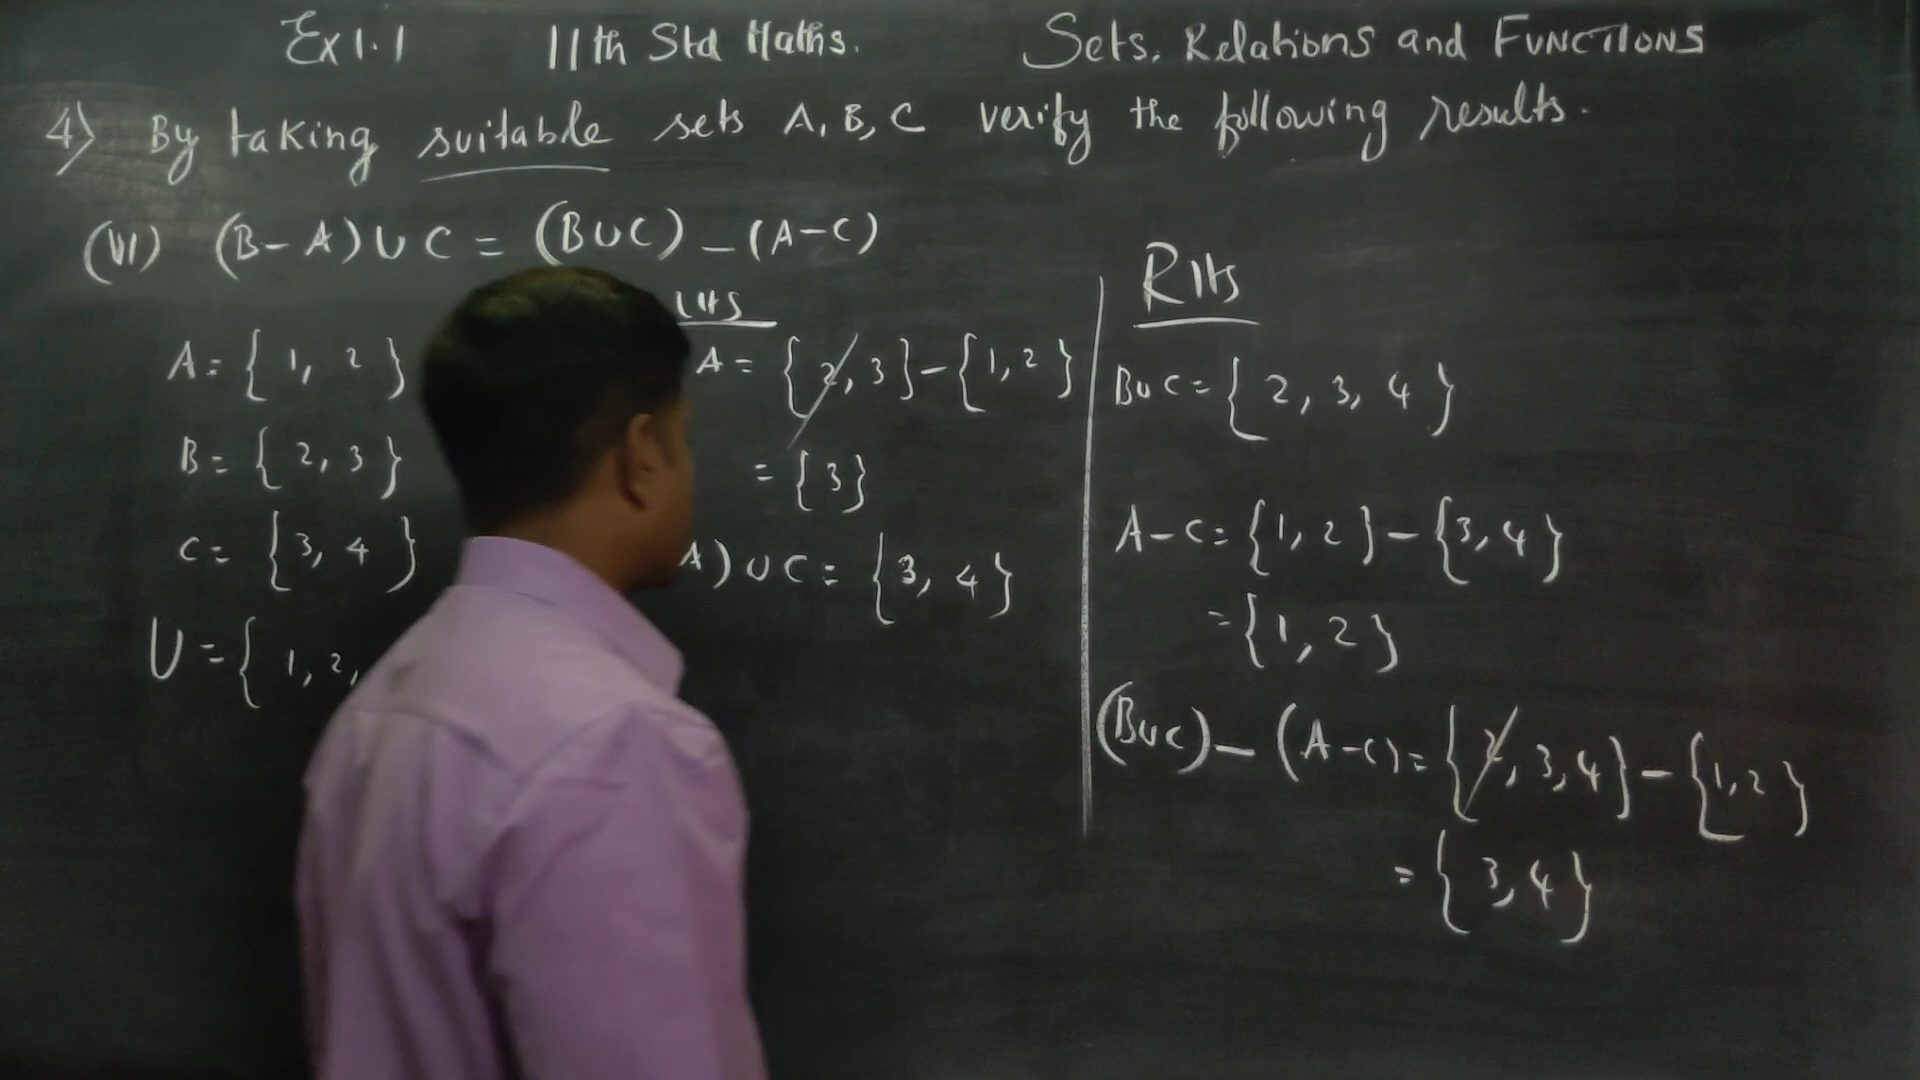 Ex 1.1 11th Std Maths. Sets, Relations and FUNCTIONS
4) By taking suitable sets A, B, C verify the following results.
(VI) (B-A)∪C = (B∪C) - (A-C)
A = { 1, 2 }
B = { 2, 3 }
C = { 3, 4 }
U = { 1, 2,
LHS
A = { 2, 3 } - { 1, 2 }
= { 3 }
A) ∪ C = { 3, 4 }
RHS
B∪C = { 2, 3, 4 }
A-C = { 1, 2 } - { 3, 4 }
= { 1, 2 }
(B∪C) - (A-C) = { 2, 3, 4 } - { 1, 2 }
= { 3, 4 }